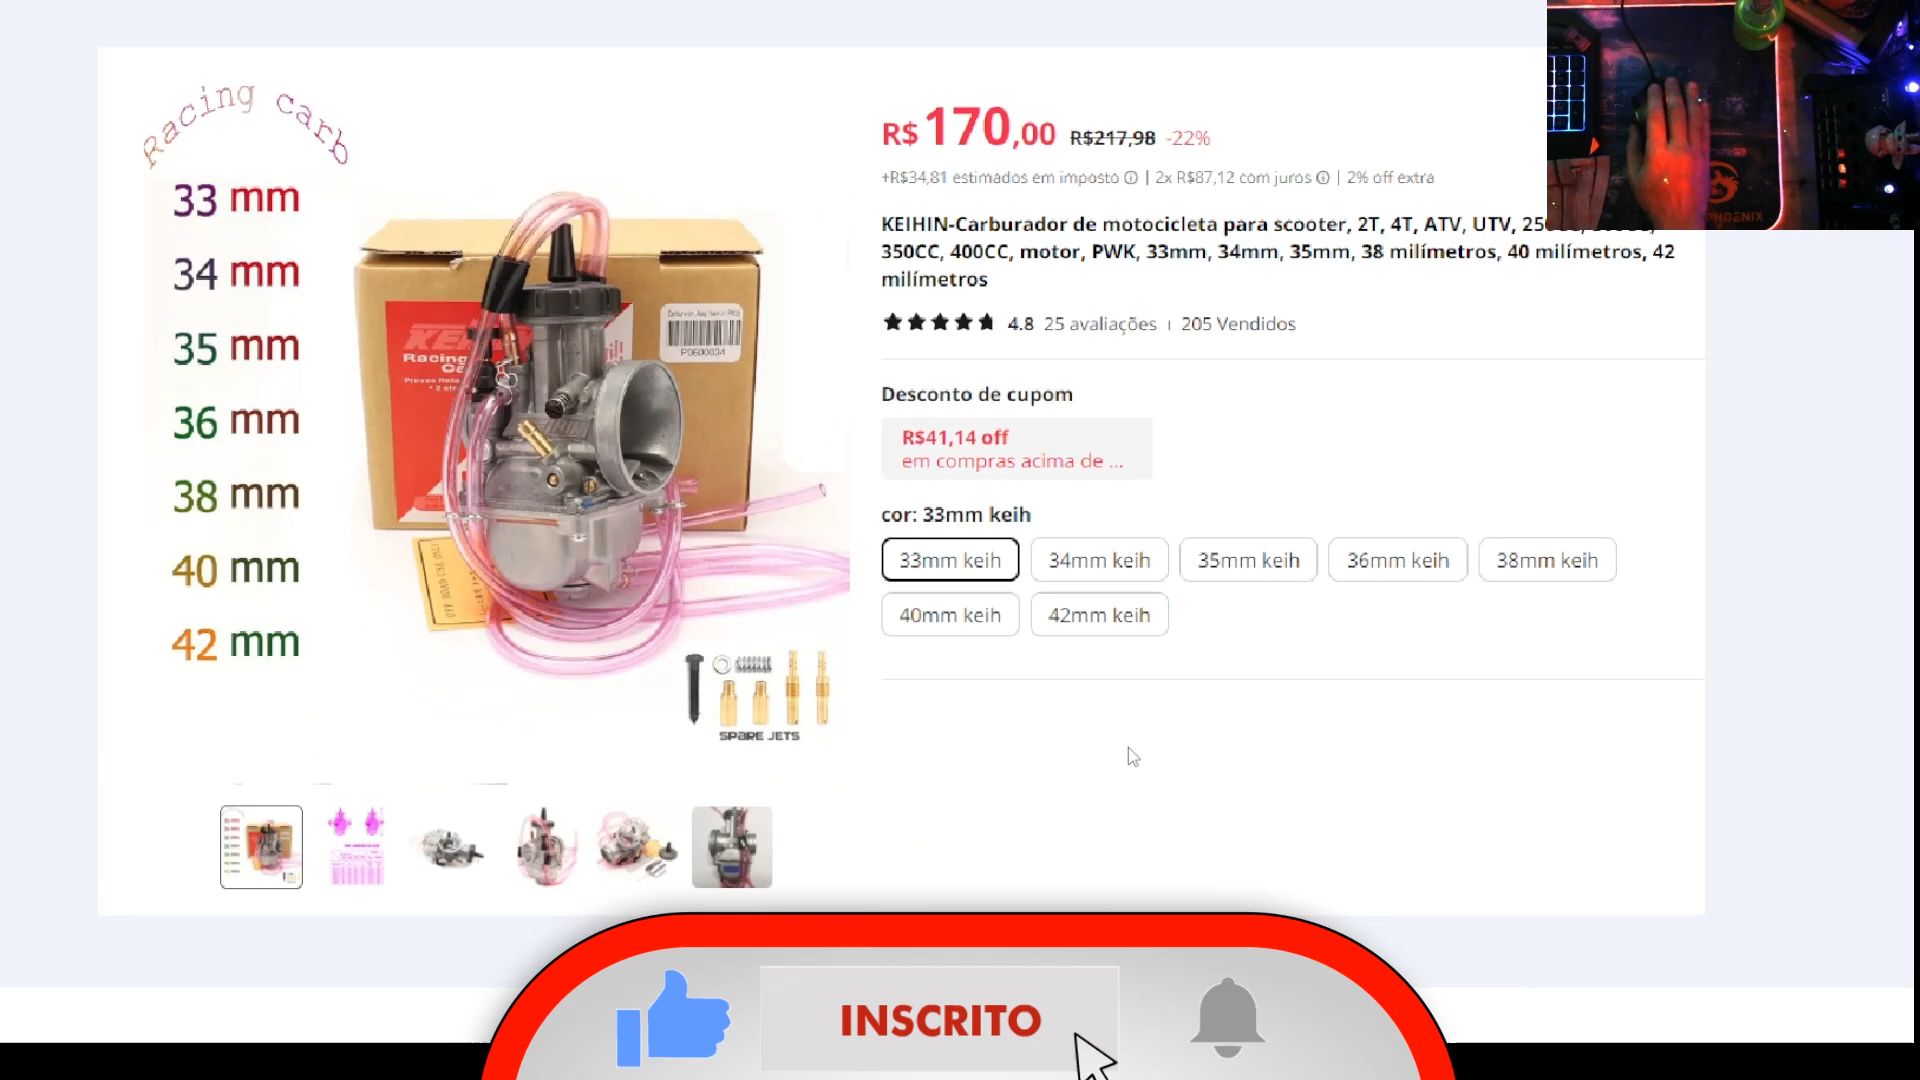 Racing carb
33 mm
34 mm
35 mm
36 mm
38 mm
40 mm
42 mm
Racing
P0600034
SPARE JETS
R$170,00 R$217,98 -22%
+R$34,81 estimados em imposto | 2x R$87,12 com juros | 2% off extra
KEIHIN-Carburador de motocicleta para scooter, 2T, 4T, ATV, UTV,
350CC, 400CC, motor, PWK, 33mm, 34mm, 35mm, 38 milímetros, 40 milímetros, 42
milímetros
4.8 25 avaliações 205 Vendidos
Desconto de cupom
R$41,14 off
em compras acima de ...
cor: 33mm keih
33mm keih 34mm keih 35mm keih 36mm keih 38mm keih
40mm keih 42mm keih
PHOENIX
INSCRITO